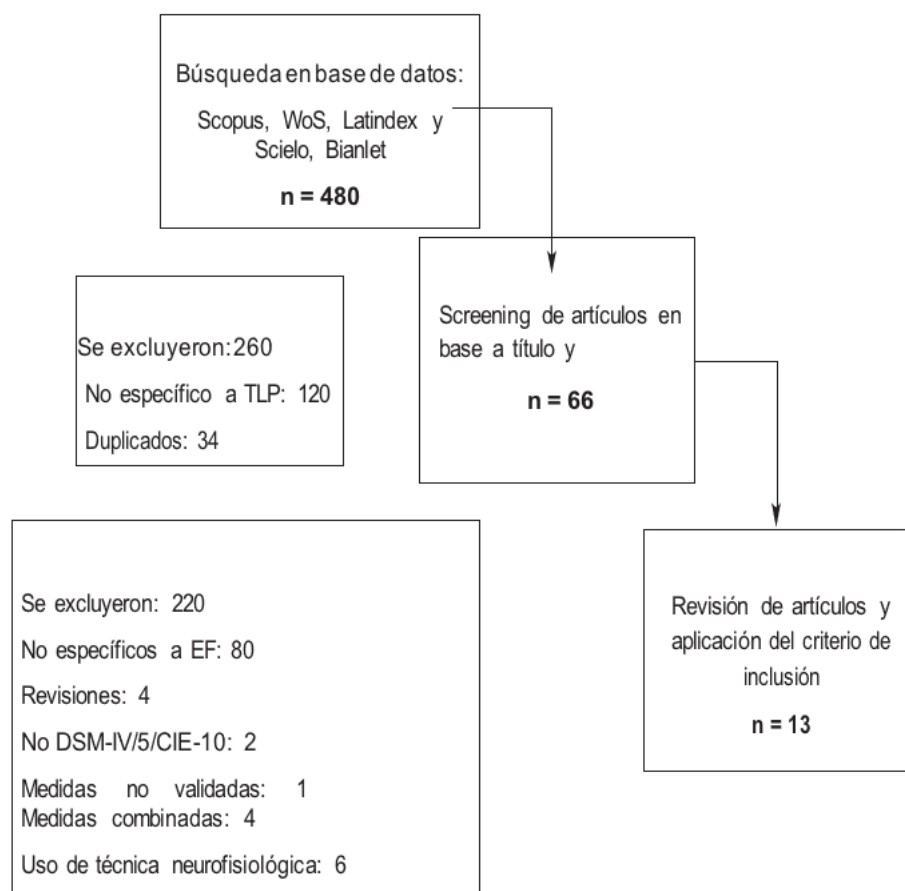 Búsqueda en base de datos:
Scopus, WoS, Latindex y
Scielo, Bianlet
n = 480
Screening de artículos en
base a título y
n = 66
Se excluyeron:260
No específico a TLP: 120
Duplicados: 34
Revisión de artículos y
aplicación del criterio de
inclusión
n = 13
Se excluyeron: 220
No específicos a EF: 80
Revisiones: 4
No DSM-IV/5/CIE-10: 2
Medidas no validadas: 1
Medidas combinadas: 4
Uso de técnica neurofisiológica: 6